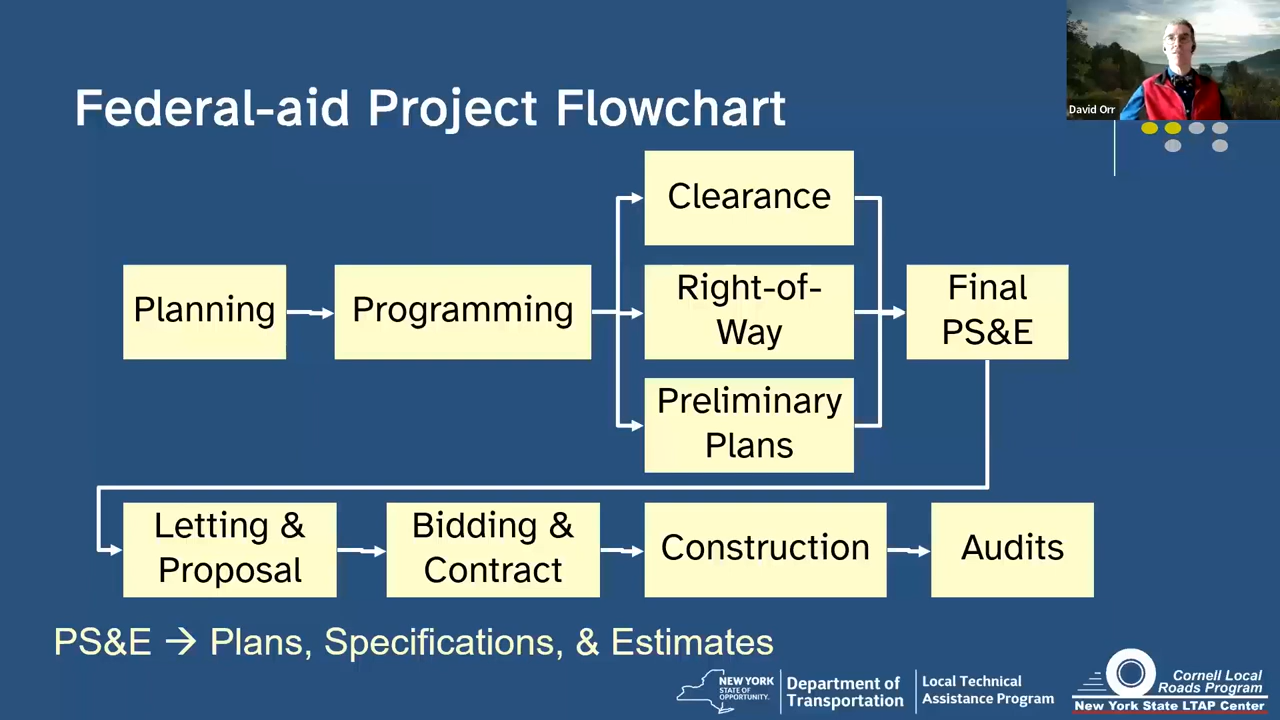 David Orr
Federal-aid Project Flowchart
Clearance
Planning
Programming
Right-of-
Way
Final
PS&E
Preliminary
Plans
Letting &
Proposal
Bidding &
Contract
Construction
Audits
PS&E → Plans, Specifications, & Estimates
NEW YORK
STATE OF
OPPORTUNITY.
Department of
Transportation
Local Technical
Assistance Program
Cornell Local
Roads Program
New York State LTAP Center